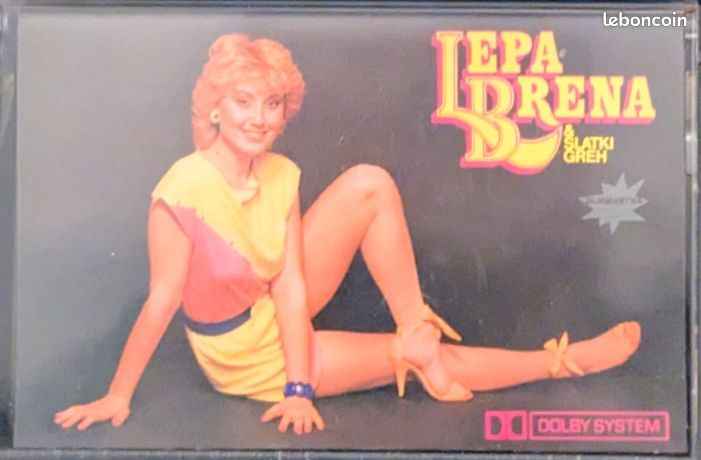 leboncoin
LEPA
BRENA
& SLATKI
GREH
DOLBY SYSTEM